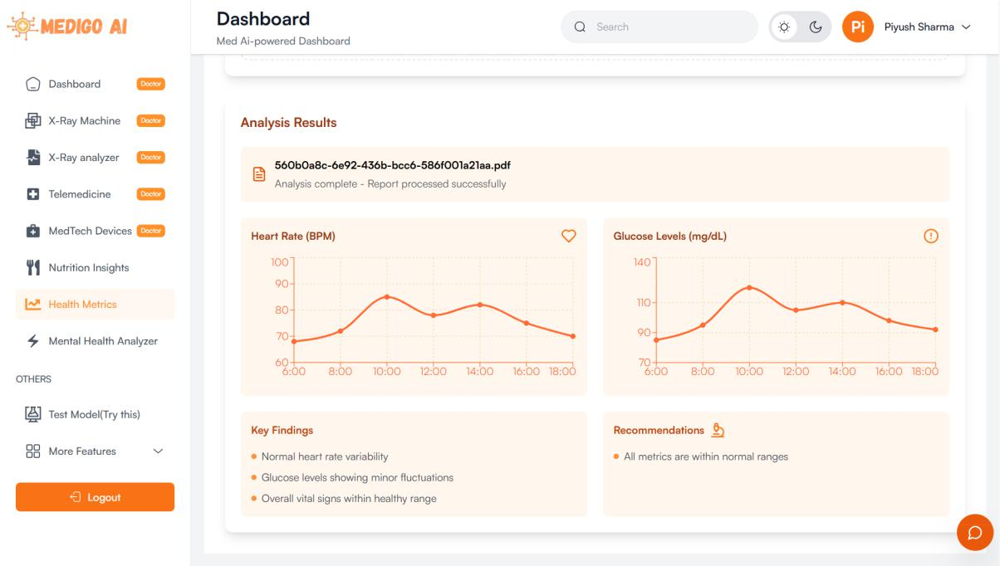 MEDIGO AI
Dashboard Doctor
X-Ray Machine Doctor
X-Ray analyzer Doctor
Telemedicine Doctor
MedTech Devices Doctor
Nutrition Insights
Health Metrics
Mental Health Analyzer
OTHERS
Test Model(Try this)
More Features
Logout
Dashboard
Med Ai-powered Dashboard
Search
Pi
Piyush Sharma
Analysis Results
560b0a8c-6e92-436b-bcc6-586f001a21aa.pdf
Analysis complete - Report processed successfully
Heart Rate (BPM)
100
90
80
70
60
6:00 8:00 10:00 12:00 14:00 16:00 18:00
Glucose Levels (mg/dL)
140
110
90
70
6:00 8:00 10:00 12:00 14:00 16:00 18:00
Key Findings
Normal heart rate variability
Glucose levels showing minor fluctuations
Overall vital signs within healthy range
Recommendations
All metrics are within normal ranges